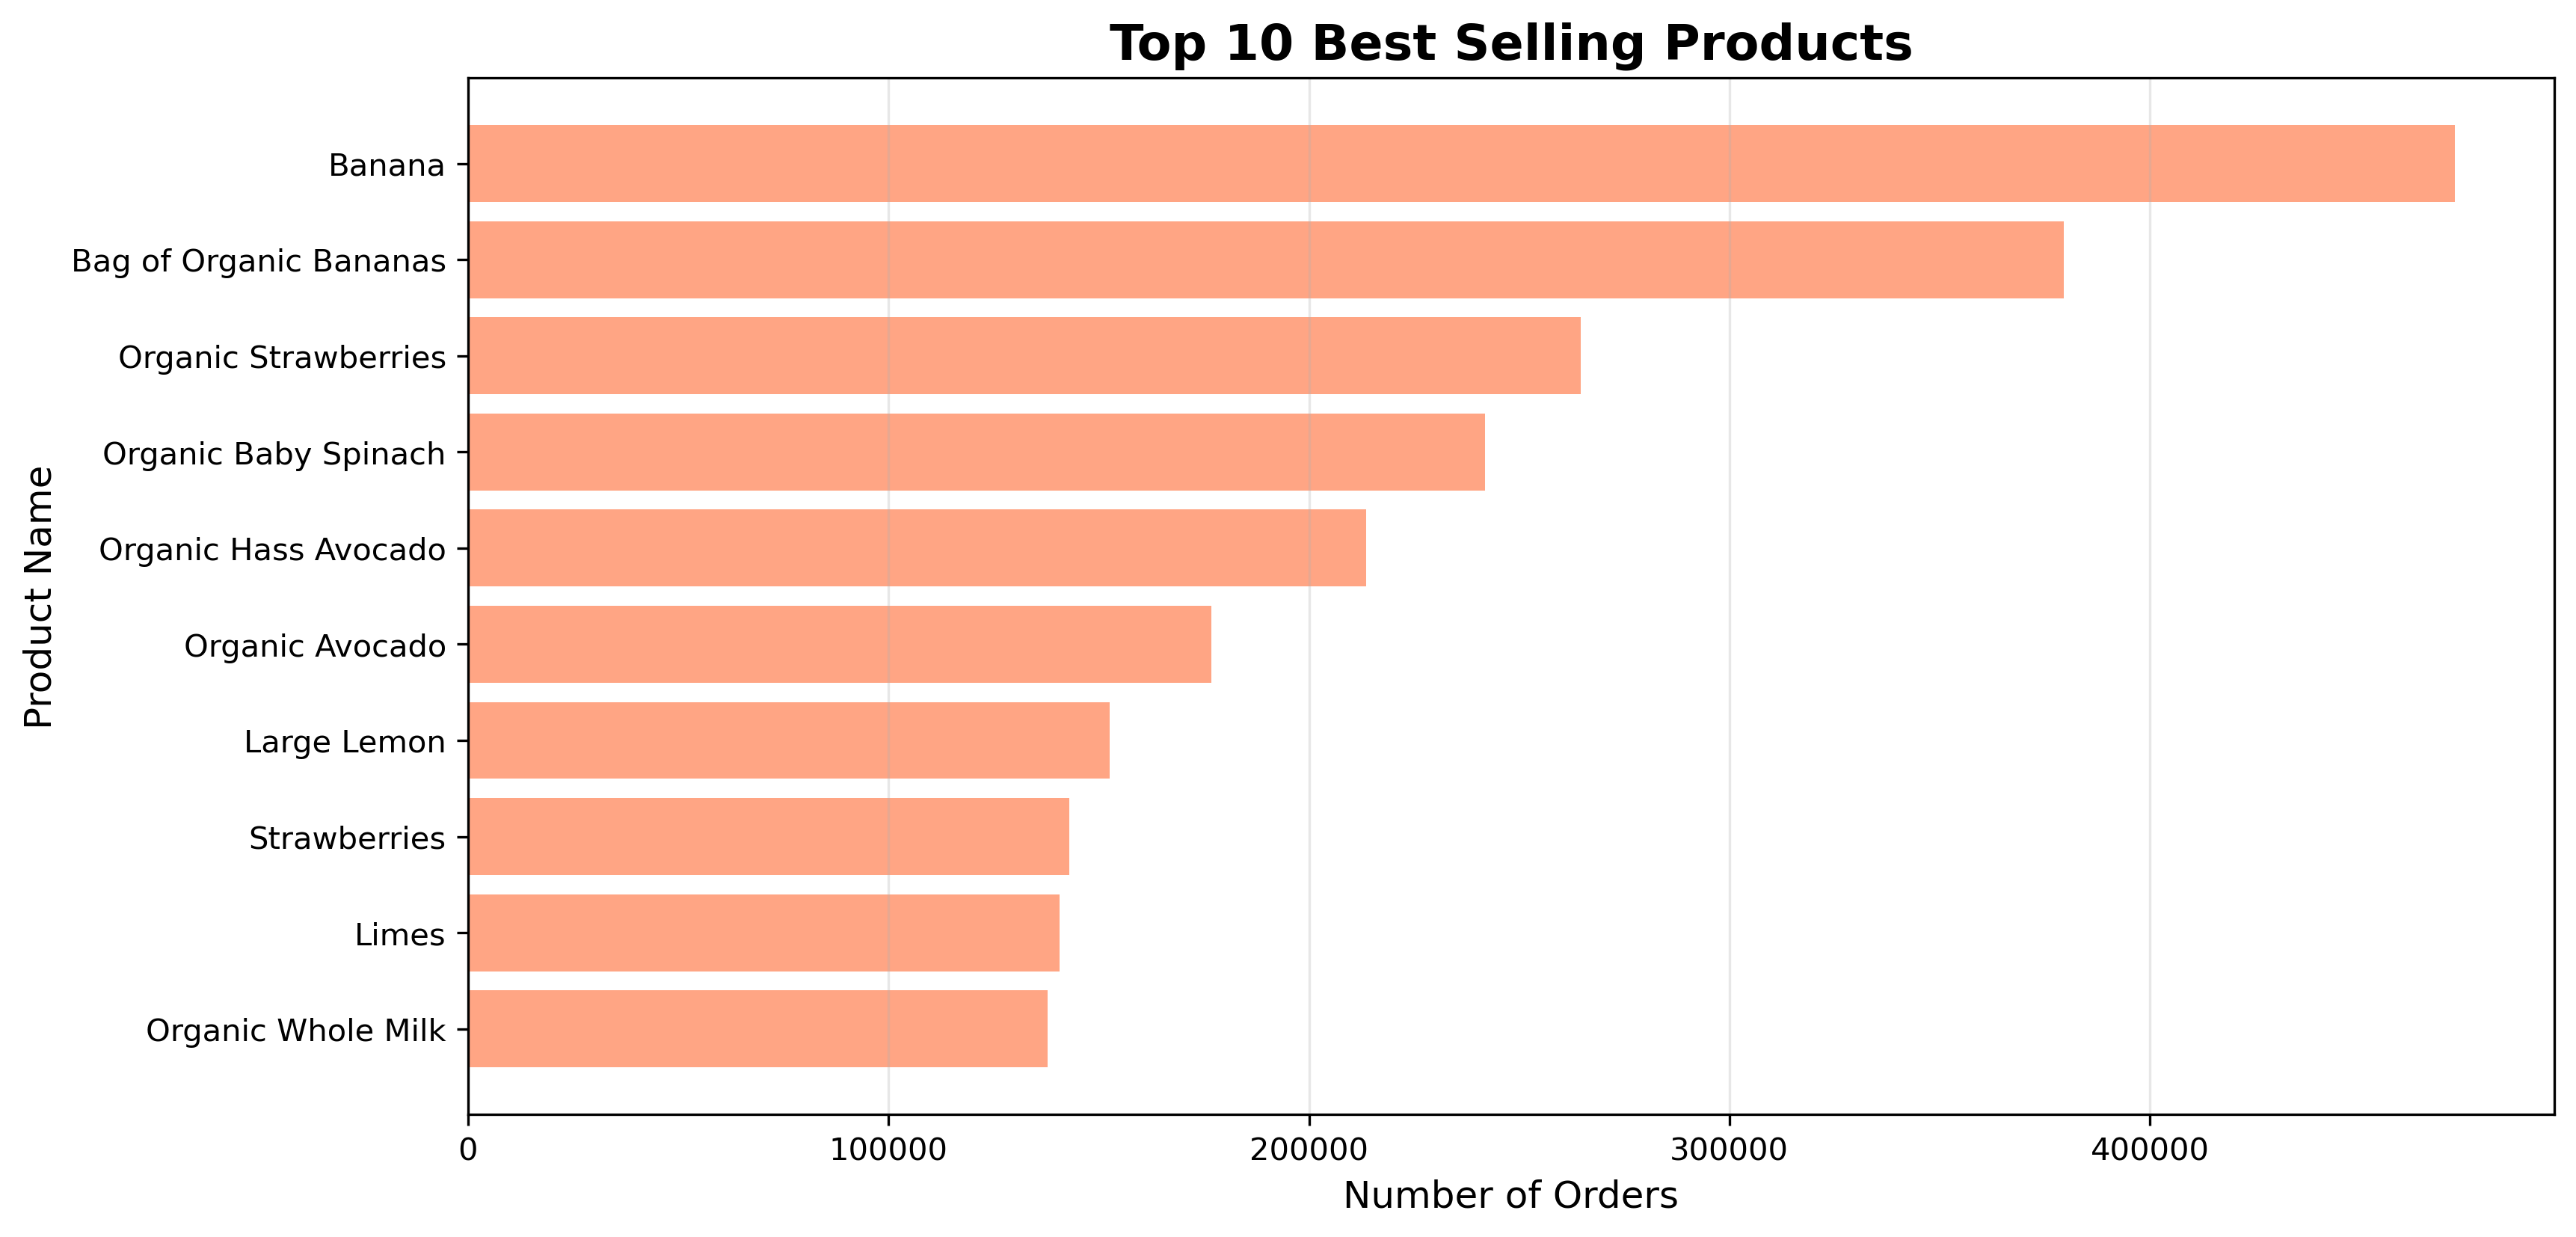 Top 10 Best Selling Products
Product Name
Banana
Bag of Organic Bananas
Organic Strawberries
Organic Baby Spinach
Organic Hass Avocado
Organic Avocado
Large Lemon
Strawberries
Limes
Organic Whole Milk
0 100000 200000 300000 400000
Number of Orders